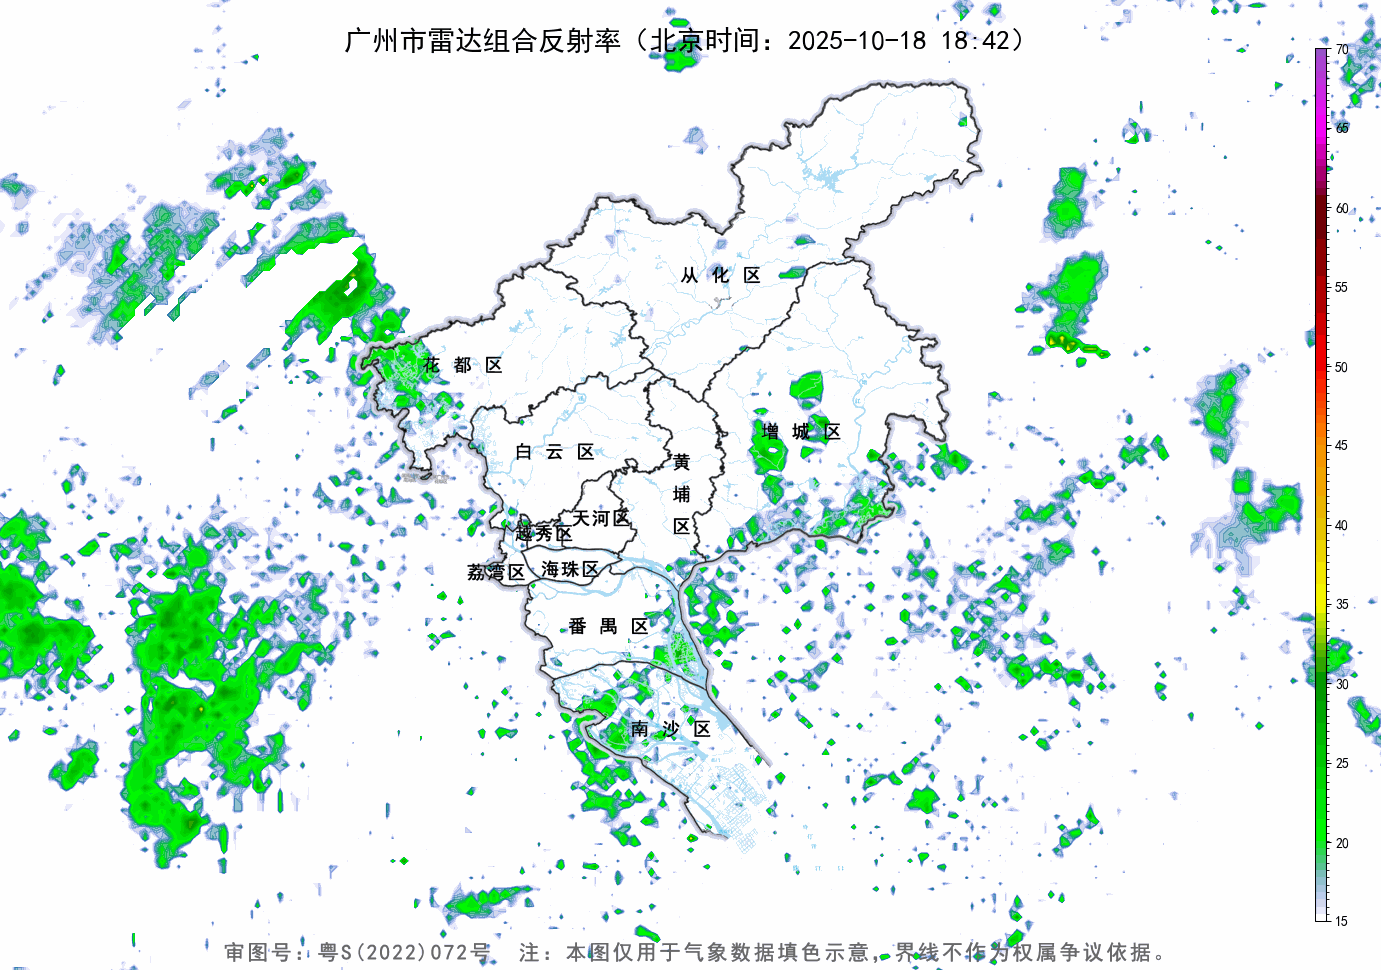 广州市雷达组合反射率（北京时间：2025-10-18 18:42）
70
65
60
55
50
45
40
35
30
25
20
15
从化区
花都区
增城区
白云区
黄埔区
天河区
越秀区
海珠区
荔湾区
番禺区
南沙区
审图号：粤S(2022)072号 注：本图仅用于气象数据填色示意，界线不作为权属争议依据。